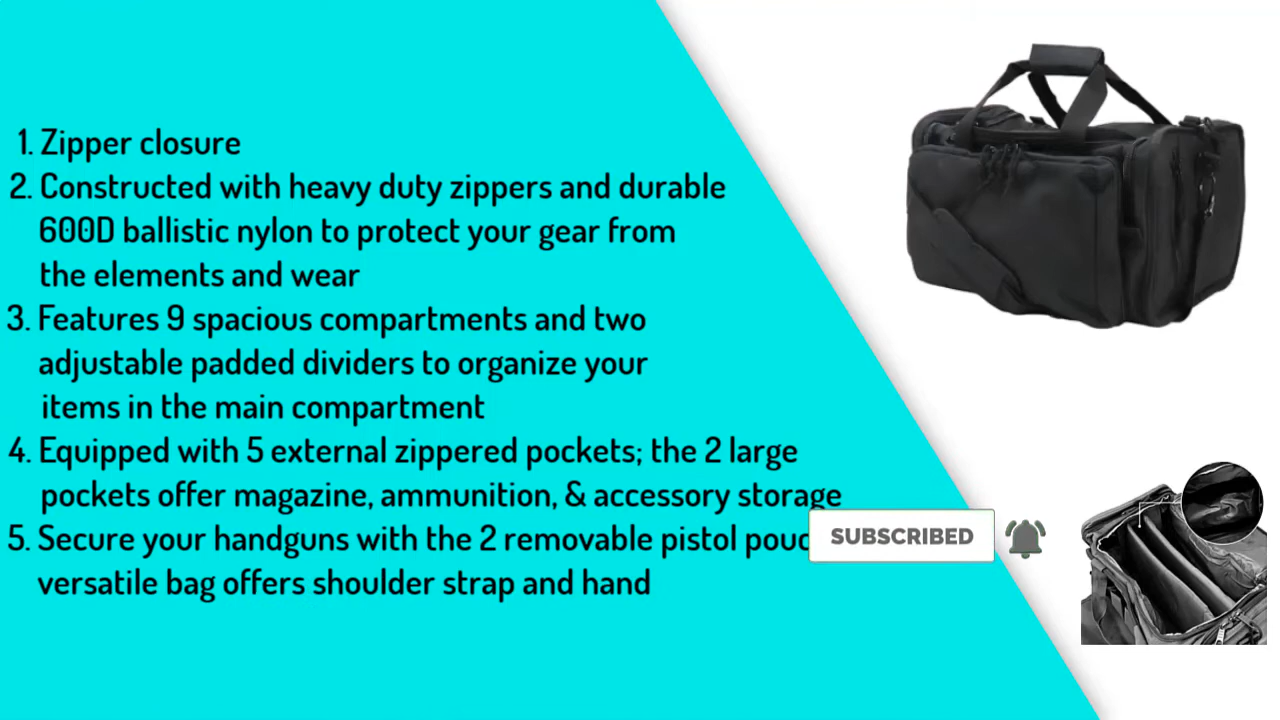 1. Zipper closure
2. Constructed with heavy duty zippers and durable
600D ballistic nylon to protect your gear from
the elements and wear
3. Features 9 spacious compartments and two
adjustable padded dividers to organize your
items in the main compartment
4. Equipped with 5 external zippered pockets; the 2 large
pockets offer magazine, ammunition, & accessory storage
5. Secure your handguns with the 2 removable pistol
SUBSCRIBED
versatile bag offers shoulder strap and hand